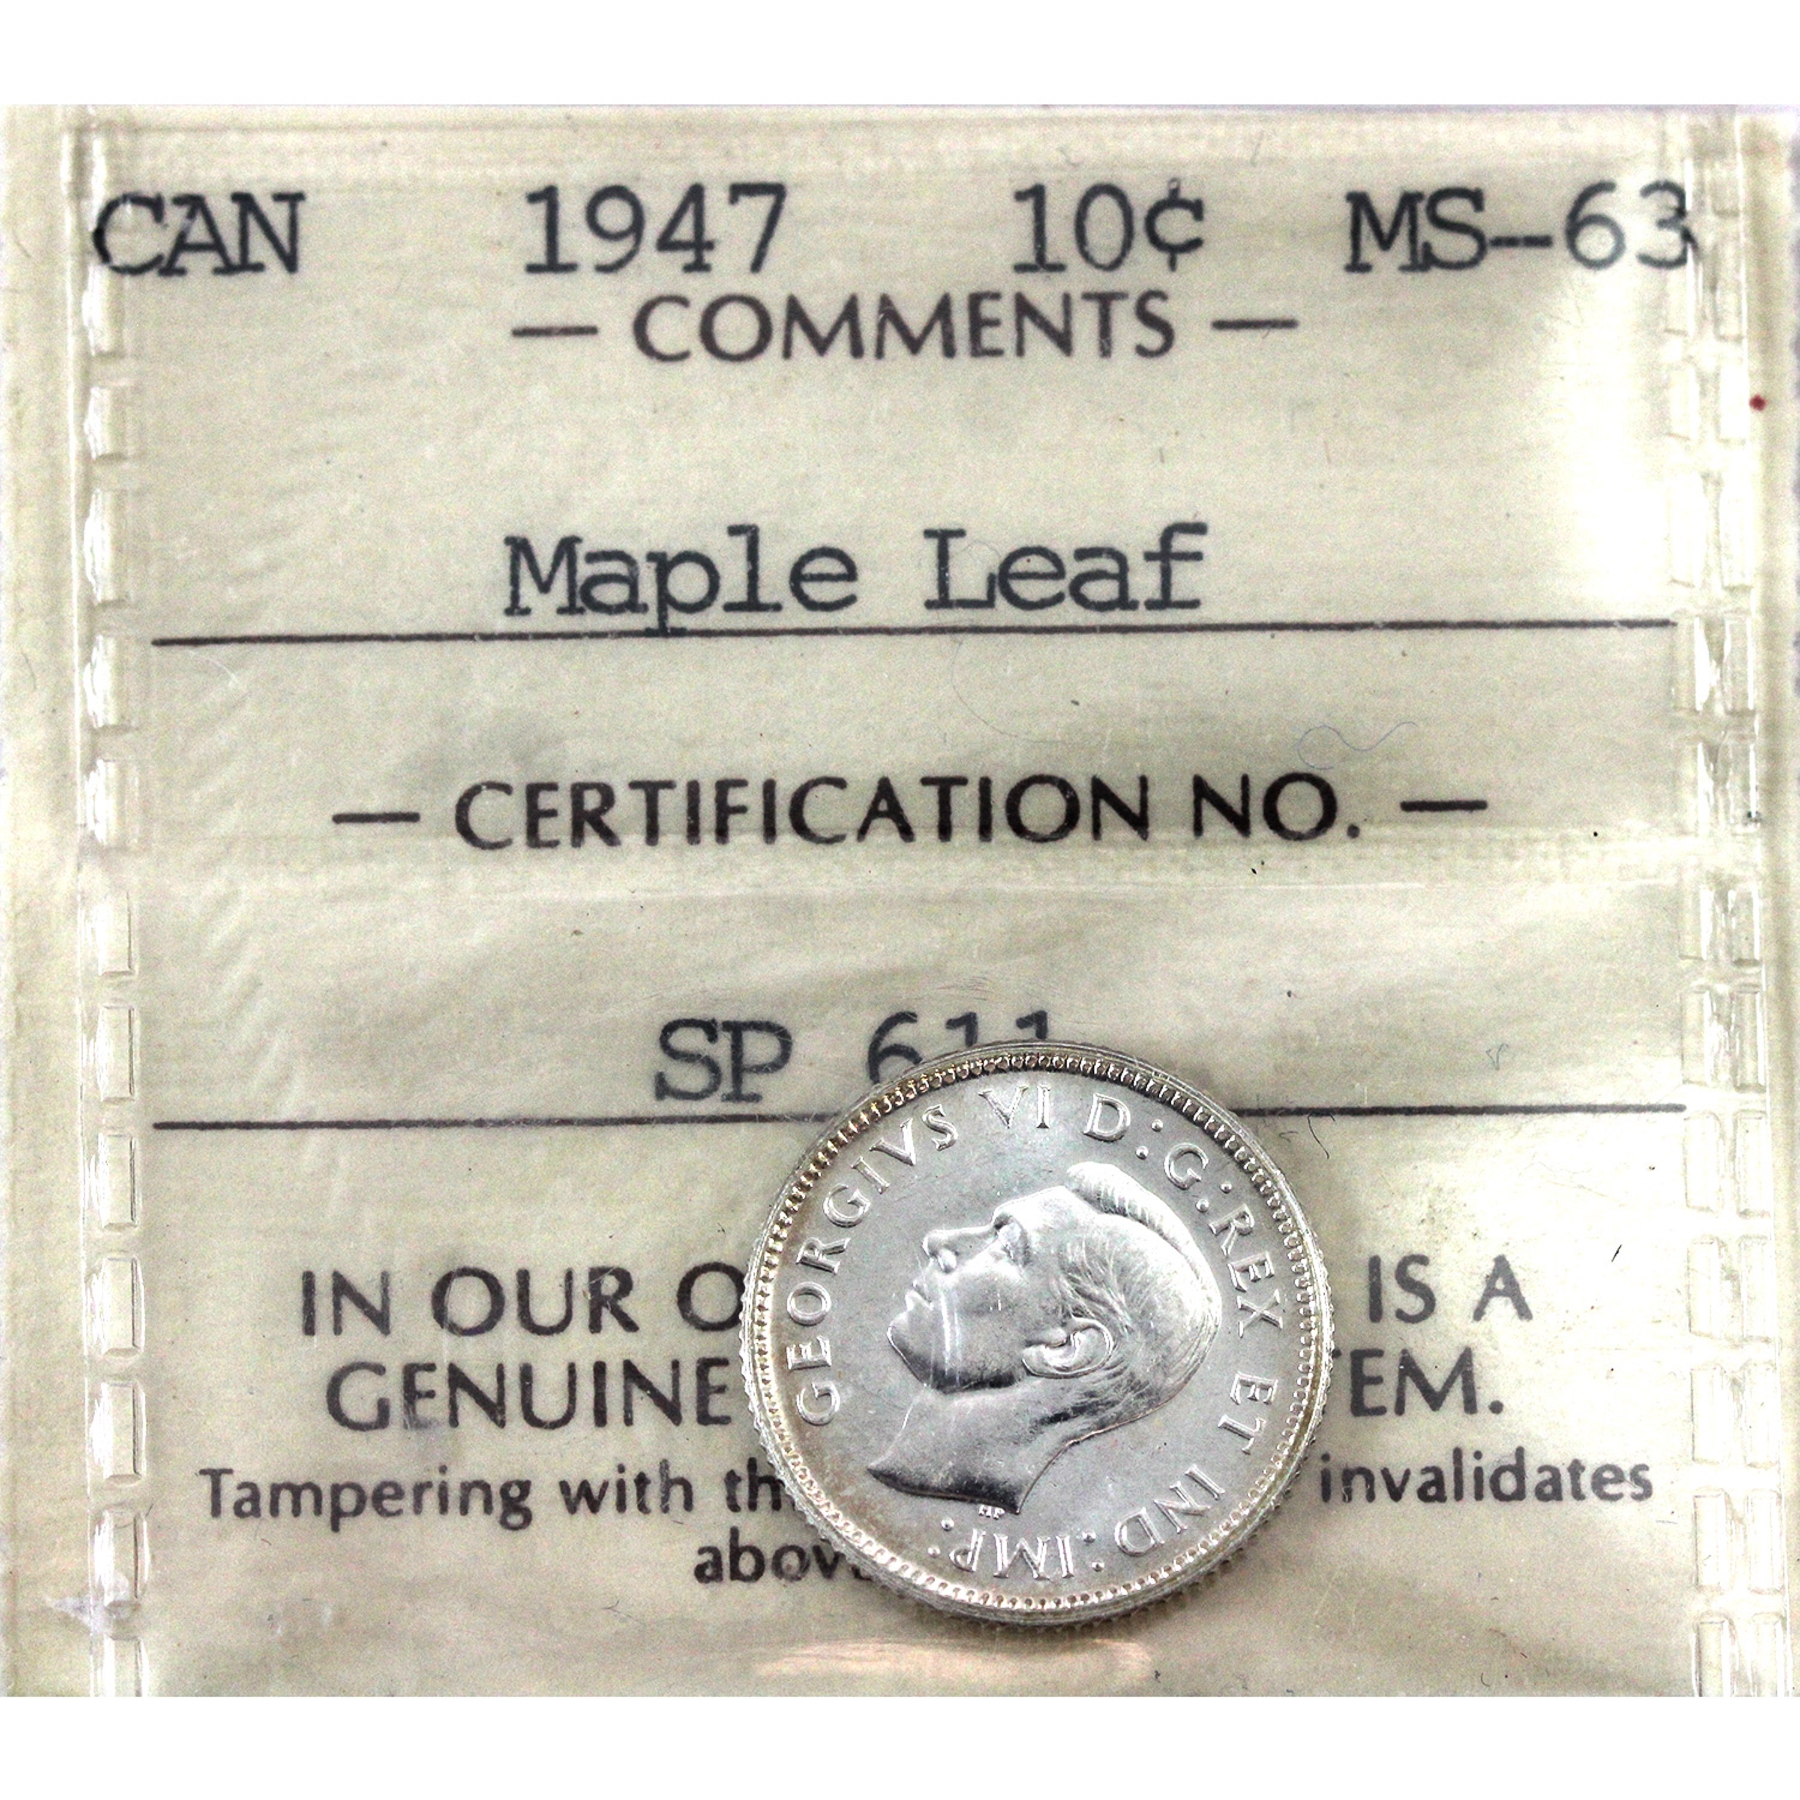 CAN 1947 10¢ MS-63
— COMMENTS —
Maple Leaf
— CERTIFICATION NO. —
SP 611
IN OUR O IS A
GENUINE EM.
Tampering with th invalidates
abov
GEORGIVS VI D:G:REX ET IND:IMP:
HP